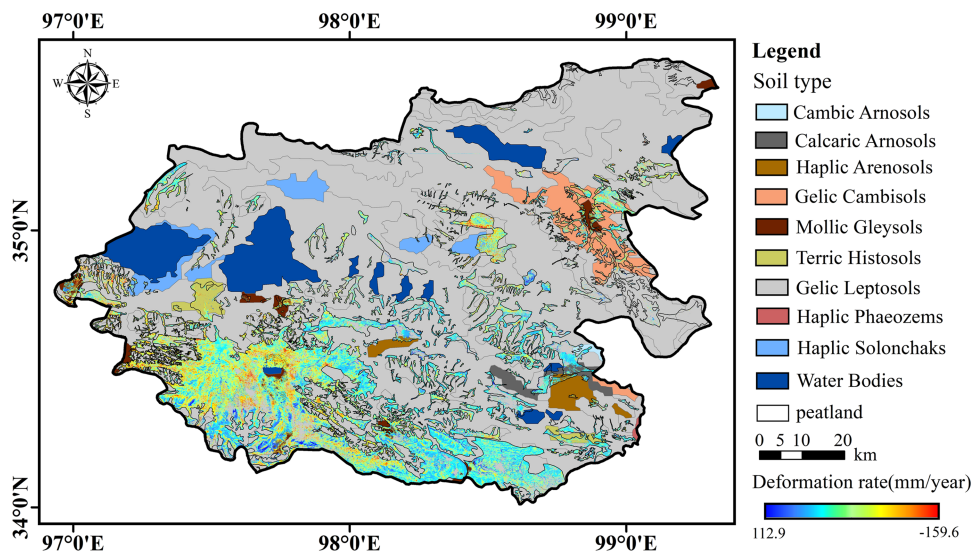 97°0'E 98°0'E 99°0'E
N
W E
S
35°0'N
34°0'N
97°0'E 98°0'E 99°0'E
Legend
Soil type
Cambic Arnosols
Calcaric Arnosols
Haplic Arenosols
Gelic Cambisols
Mollic Gleysols
Terric Histosols
Gelic Leptosols
Haplic Phaeozems
Haplic Solonchaks
Water Bodies
peatland
0 5 10 20
km
Deformation rate(mm/year)
112.9 -159.6